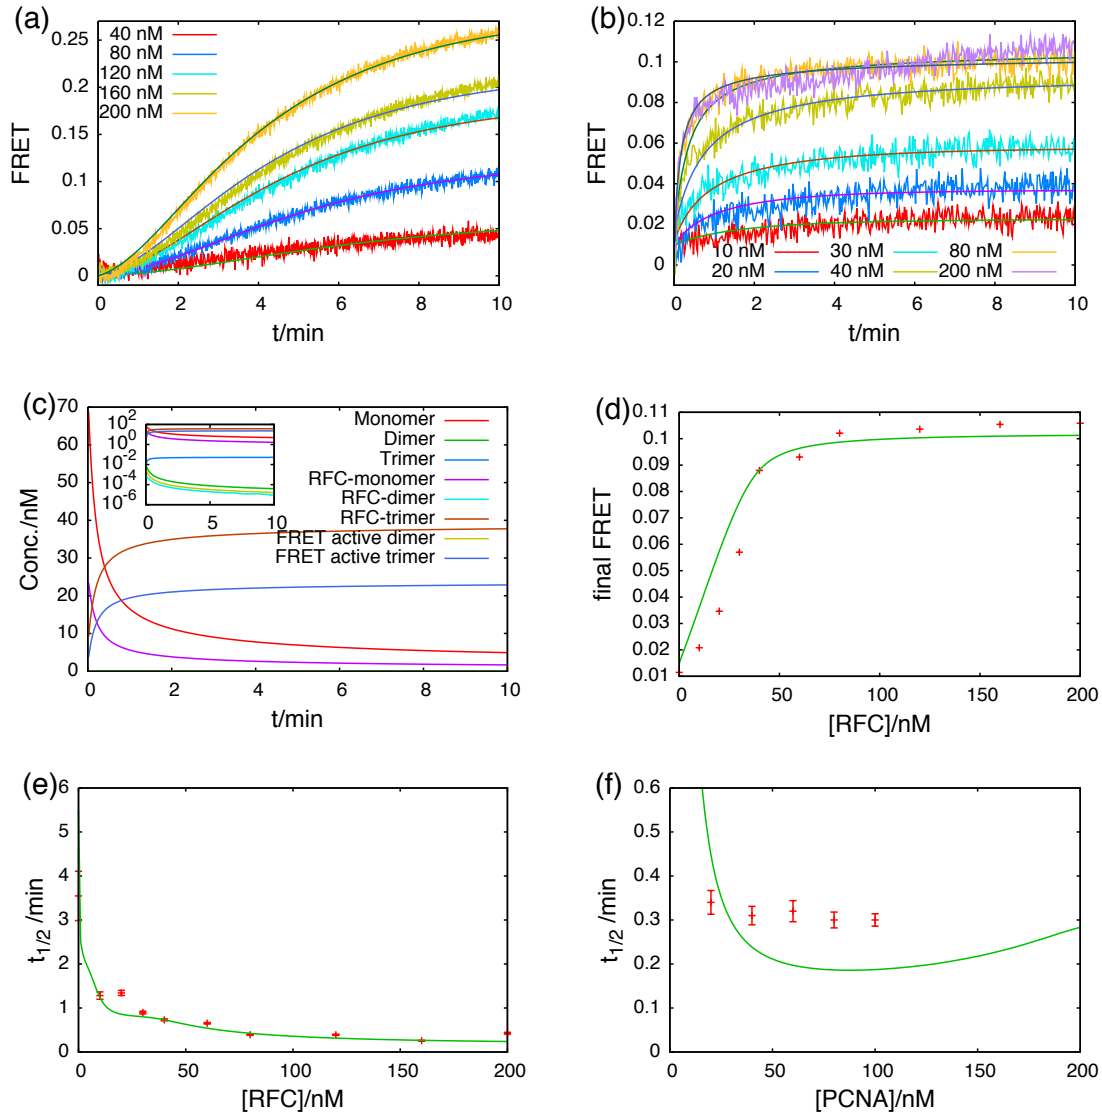 (a)
40 nM
80 nM
120 nM
160 nM
200 nM
0.25
0.2
0.15
0.1
0.05
0
FRET
0 2 4 6 8 10
t/min
(b)
0.12
0.1
0.08
0.06
0.04
0.02
0
FRET
10 nM 30 nM 80 nM
20 nM 40 nM 200 nM
0 2 4 6 8 10
t/min
(c)
70
60
50
40
30
20
10
0
Conc./nM
10^2
10^0
10^-2
10^-4
10^-6
0 5 10
Monomer
Dimer
Trimer
RFC-monomer
RFC-dimer
RFC-trimer
FRET active dimer
FRET active trimer
0 2 4 6 8 10
t/min
(d)
0.11
0.1
0.09
0.08
0.07
0.06
0.05
0.04
0.03
0.02
0.01
final FRET
0 50 100 150 200
[RFC]/nM
(e)
6
5
4
3
2
1
0
t1/2 /min
0 50 100 150 200
[RFC]/nM
(f)
0.6
0.5
0.4
0.3
0.2
0.1
0
t1/2 /min
0 50 100 150 200
[PCNA]/nM